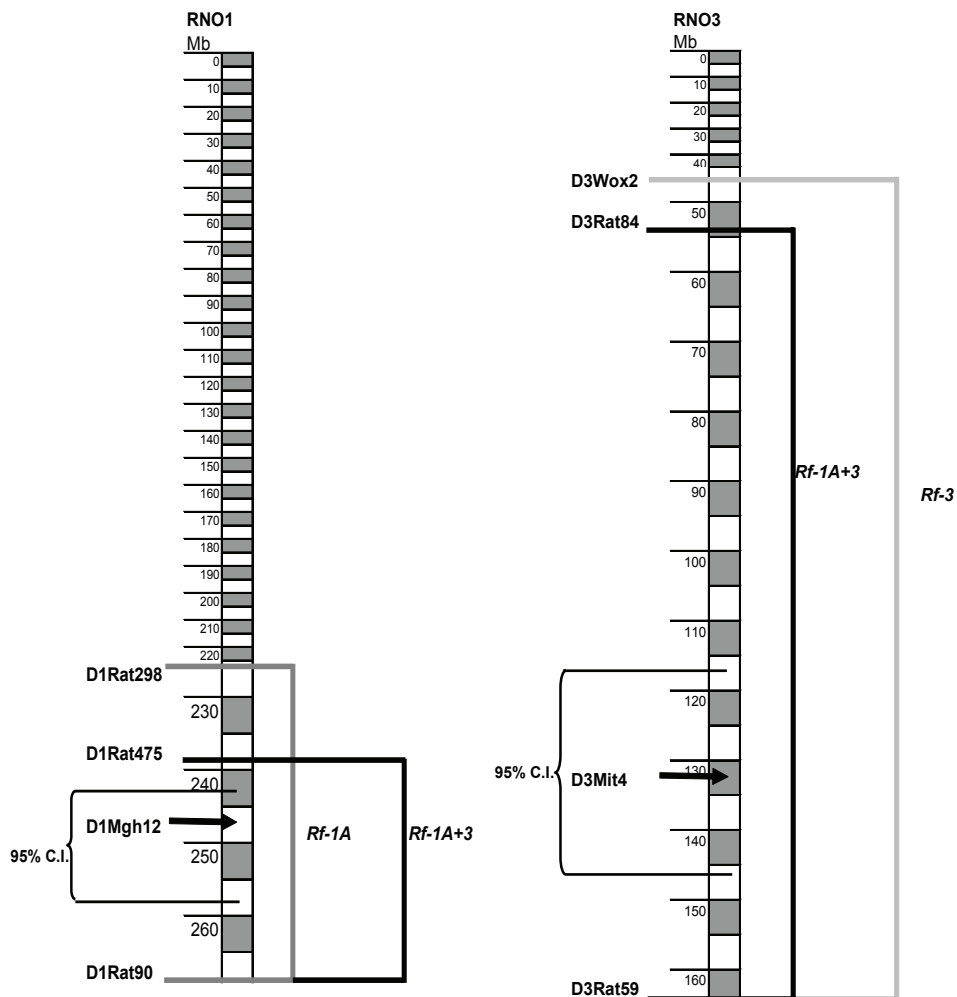 RNO1
Mb
0
10
20
30
40
50
60
70
80
90
100
110
120
130
140
150
160
170
180
190
200
210
220
D1Rat298
230
D1Rat475
240
D1Mgh12
95% C.I.
250
260
D1Rat90
Rf-1A
Rf-1A+3
RNO3
Mb
0
10
20
30
40
D3Wox2
50
D3Rat84
60
70
80
90
100
110
120
95% C.I.
D3Mit4
130
140
150
160
D3Rat59
Rf-1A+3
Rf-3